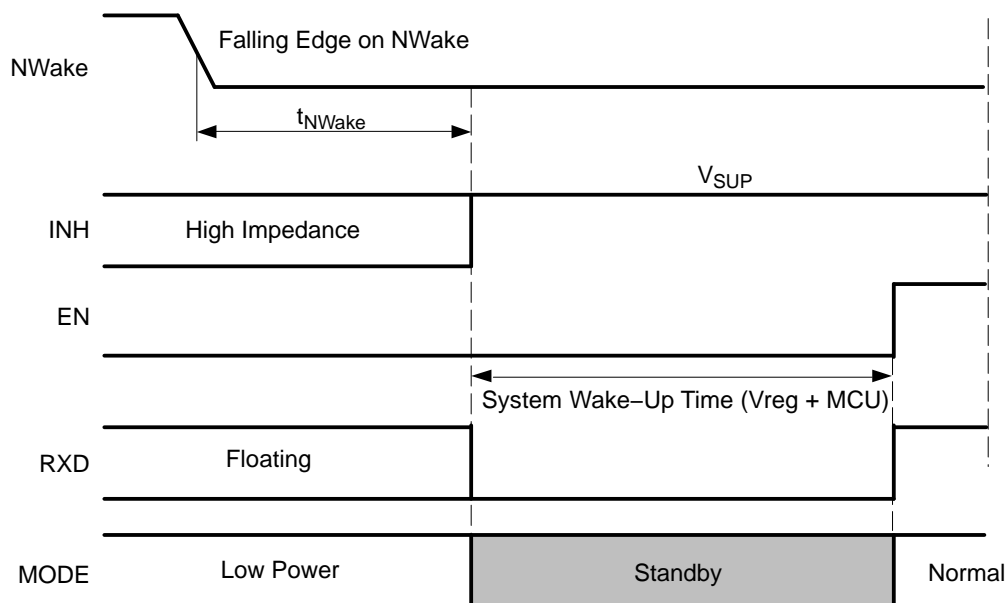 Falling Edge on NWake
NWake
tNWake
VSUP
INH
High Impedance
EN
System Wake−Up Time (Vreg + MCU)
RXD
Floating
MODE
Low Power
Standby
Normal